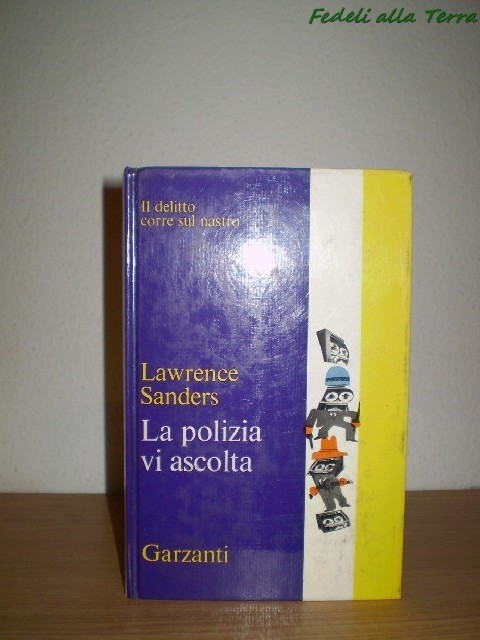 Fedeli alla Terra
Il delitto
corre sul nastro
Lawrence
Sanders
La polizia
vi ascolta
Garzanti